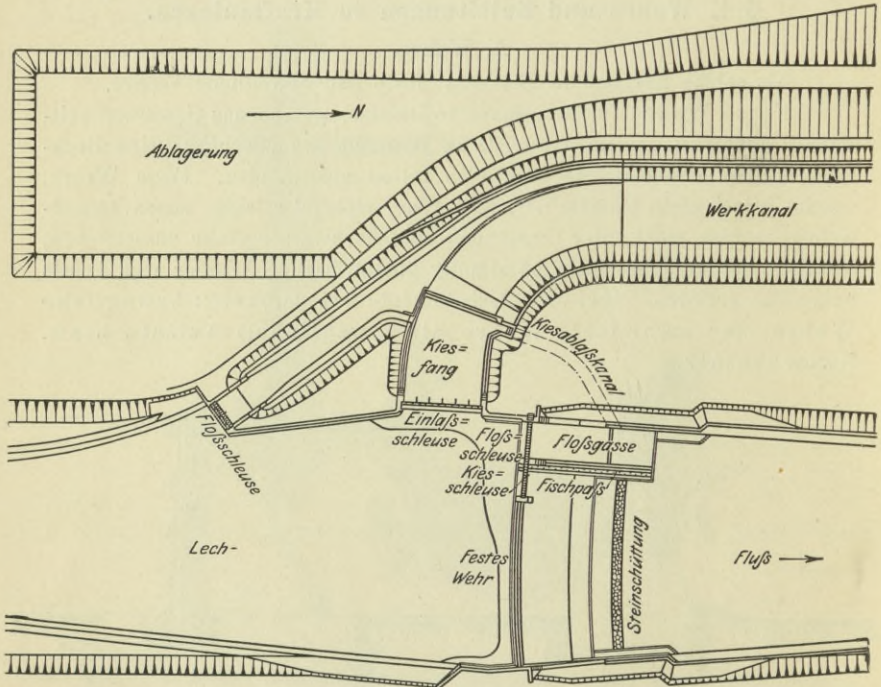 N
Ablagerung
Werkkanal
Kiesablaßkanal
Kies=
fang
Einlaß=
schleuse
Floßschleuse
Floß=
schleuse
Floßgasse
Kies=
schleuse
Fischpaß
Lech-
Festes
Wehr
Steinschüttung
Fluß